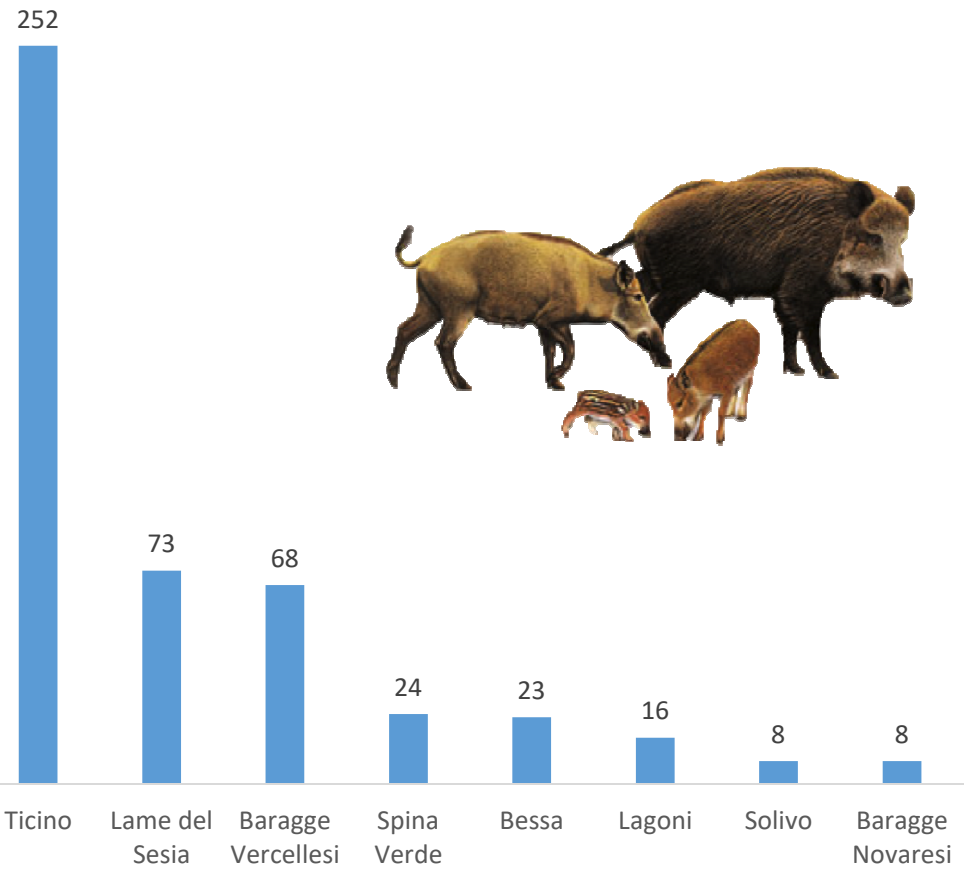 252
73
68
24
23
16
8
8
Ticino
Lame del
Sesia
Baragge
Vercellesi
Spina
Verde
Bessa
Lagoni
Solivo
Baragge
Novaresi